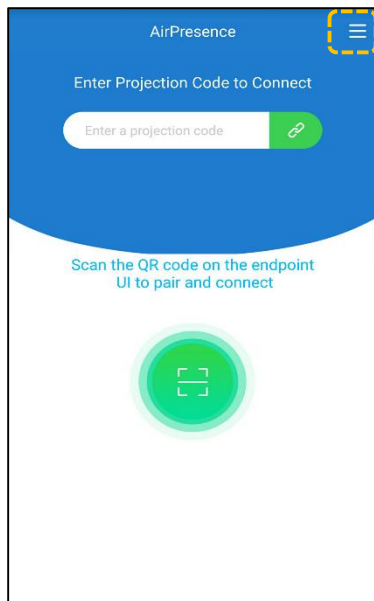 AirPresence
Enter Projection Code to Connect
Enter a projection code
Scan the QR code on the endpoint
UI to pair and connect